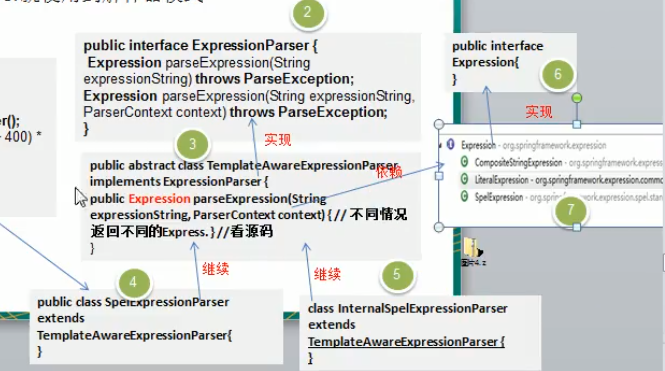 2
public interface ExpressionParser {
Expression parseExpression(String
expressionString) throws ParseException;
Expression parseExpression(String expressionString,
ParserContext context) throws ParseException;
}
public interface
Expression{
}
6
er();
400) *
3
实现
实现
public abstract class TemplateAwareExpressionParser
implements ExpressionParser {
public Expression parseExpression(String
expressionString, ParserContext context) { // 不同情况
返回不同的Express. } //看源码
}
依赖
Expression - org.springframework.expression
CompositeStringExpression - org.springframework.expression
LiteralExpression - org.springframework.expression.commo
SpelExpression - org.spring framework.expression.spel.stan
7
4
继续
继续
5
public class SpelExpressionParser
extends
TemplateAwareExpressionParser{
}
class InternalSpelExpressionParser
extends
TemplateAwareExpressionParser {
}